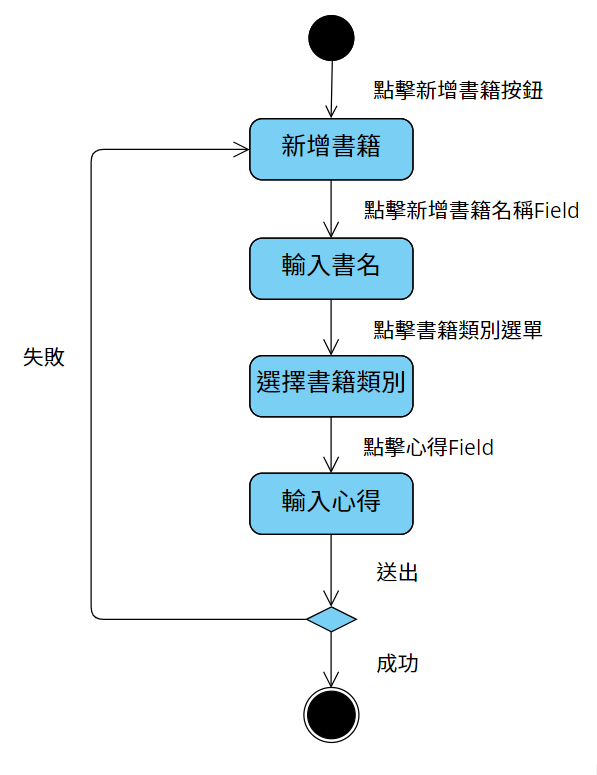 點擊新增書籍按鈕
新增書籍
點擊新增書籍名稱Field
輸入書名
點擊書籍類別選單
失敗
選擇書籍類別
點擊心得Field
輸入心得
送出
成功